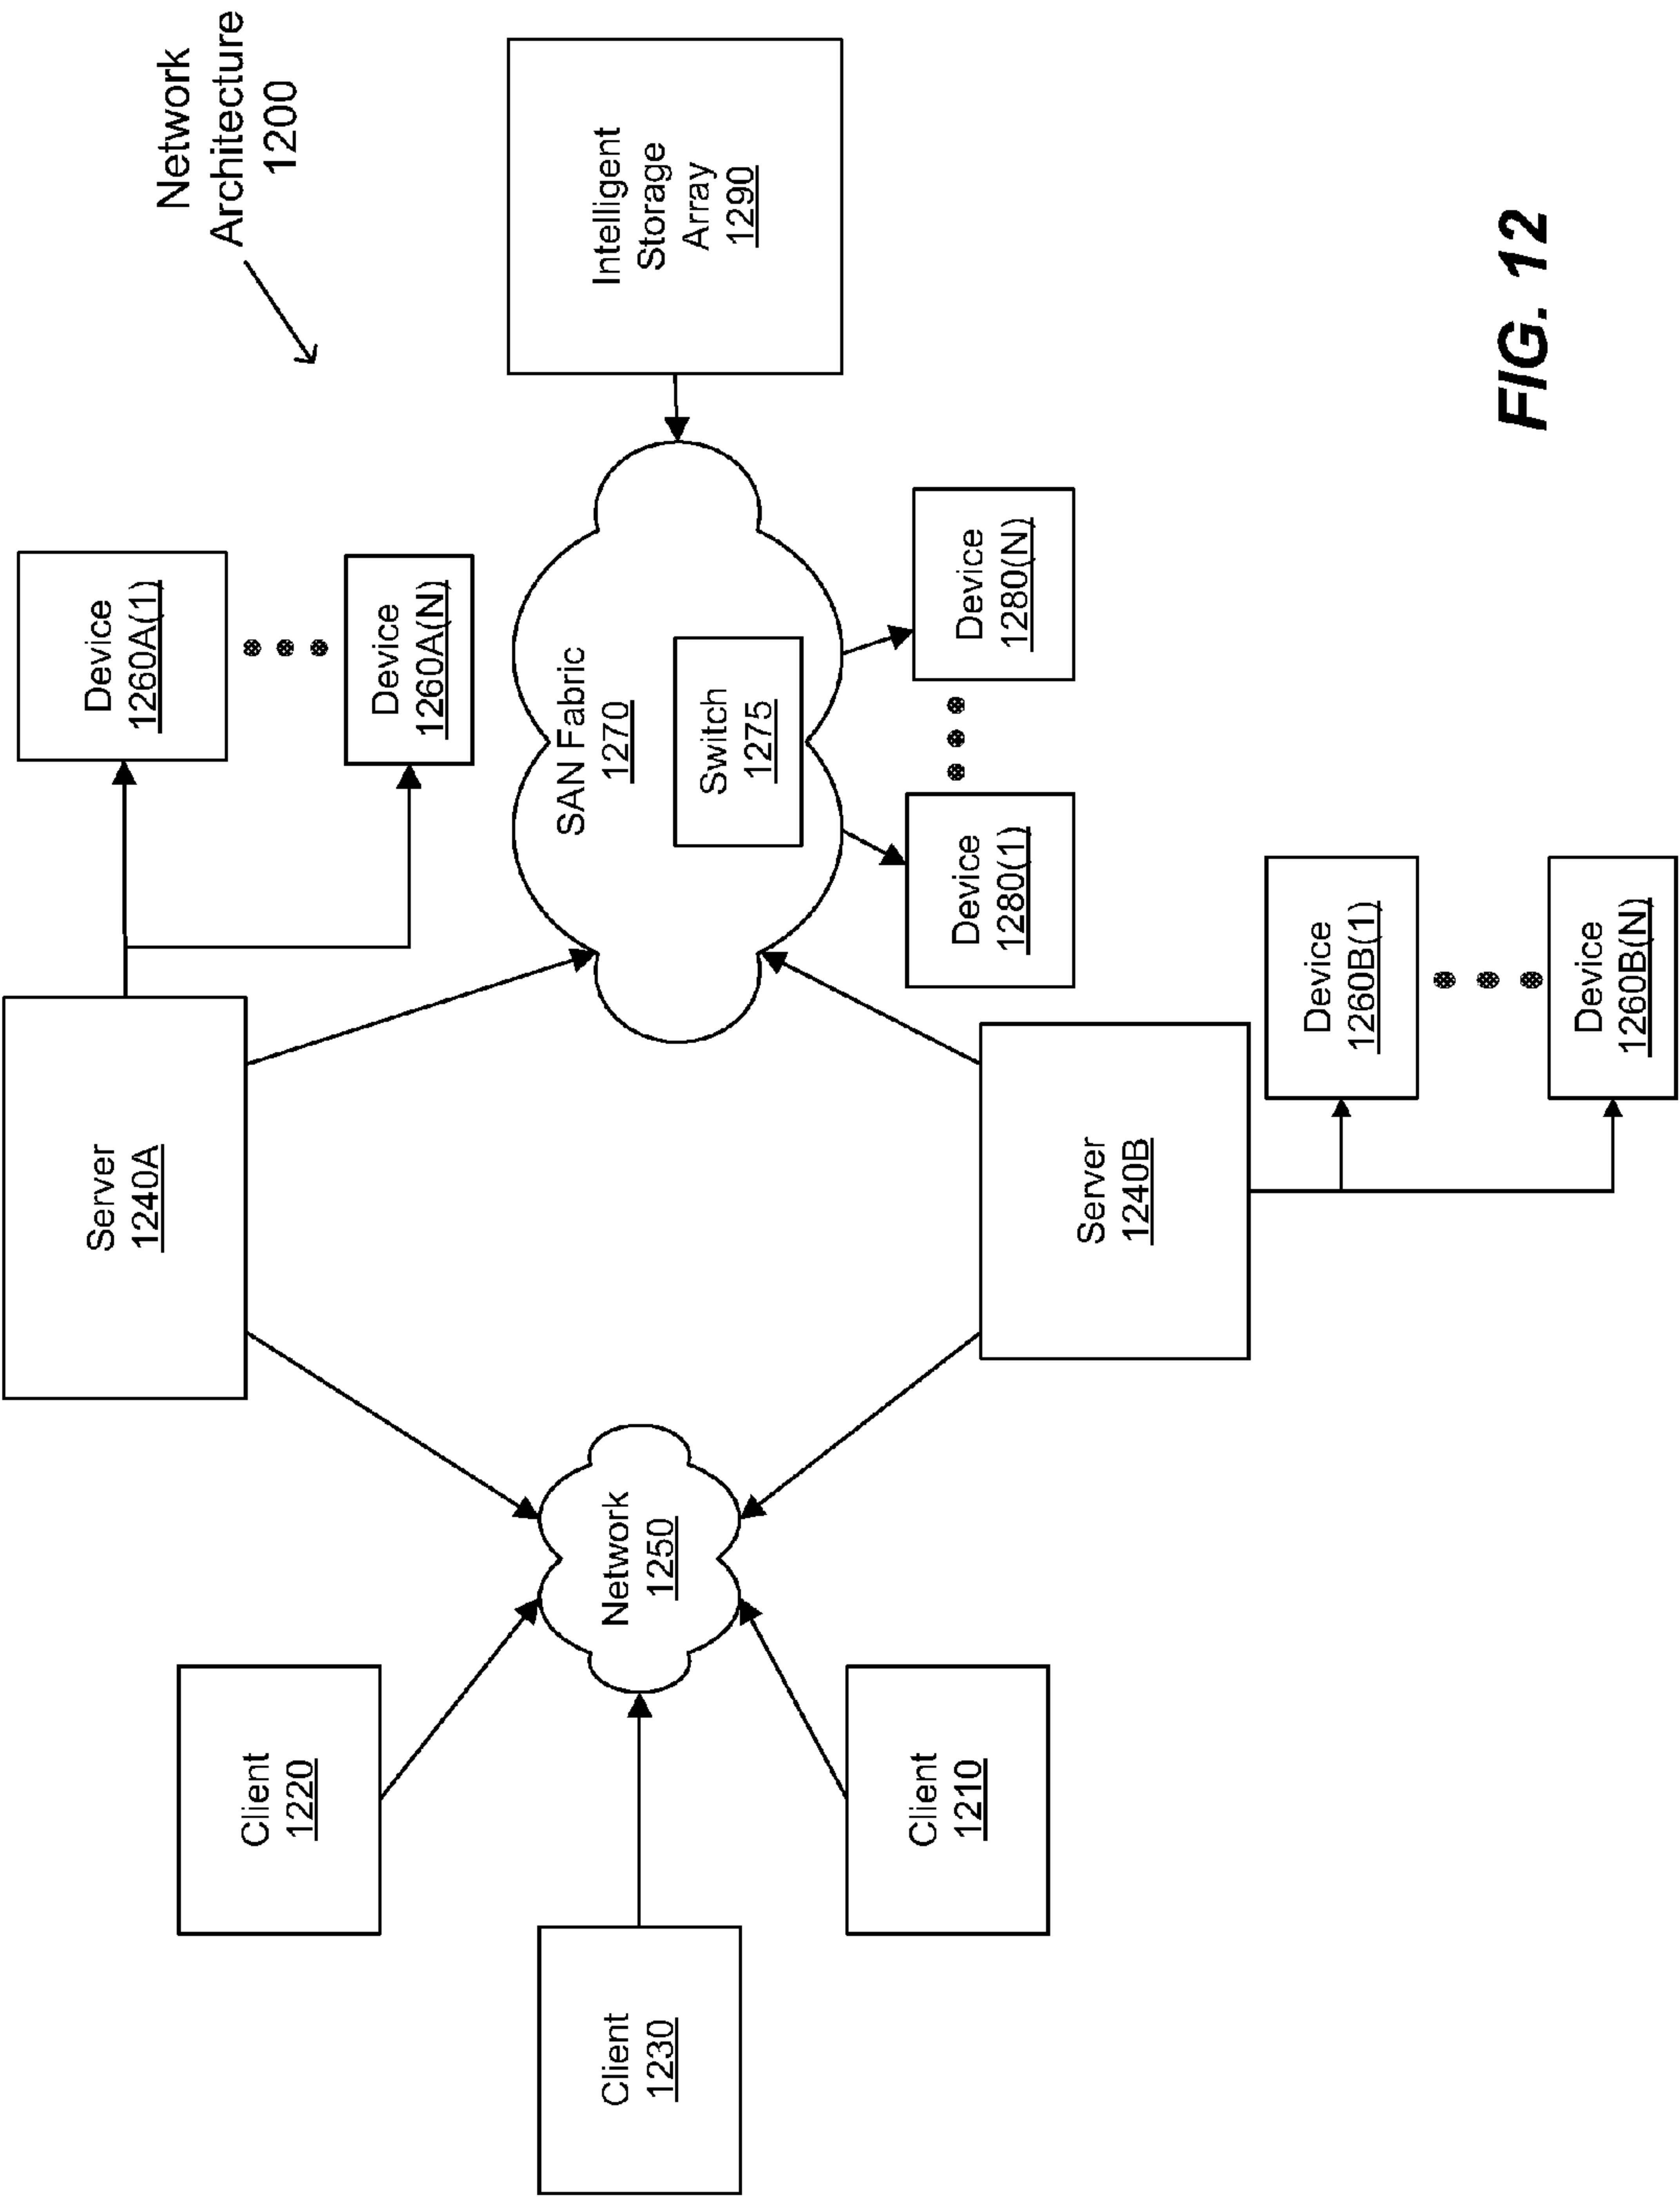 Network
Architecture
1200
Server
1240A
Device
1260A(1)
Device
1260A(N)
Client
1220
Client
1230
Client
1210
Network
1250
SAN Fabric
1270
Switch
1275
Intelligent
Storage
Array
1290
Device
1280(1)
Device
1280(N)
Server
1240B
Device
1260B(1)
Device
1260B(N)
FIG. 12